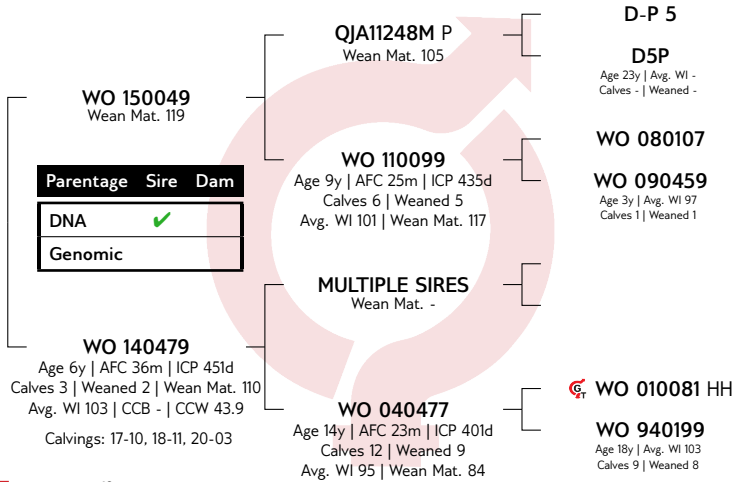 D-P 5
QJA11248M P
Wean Mat. 105
D5P
Age 23y | Avg. WI -
Calves - | Weaned -
WO 150049
Wean Mat. 119
WO 080107
WO 110099
Age 9y | AFC 25m | ICP 435d
Calves 6 | Weaned 5
Avg. WI 101 | Wean Mat. 117
WO 090459
Age 3y | Avg. WI 97
Calves 1 | Weaned 1
Parentage Sire Dam
DNA ✔
Genomic
MULTIPLE SIRES
Wean Mat. -
WO 140479
Age 6y | AFC 36m | ICP 451d
Calves 3 | Weaned 2 | Wean Mat. 110
Avg. WI 103 | CCB - | CCW 43.9
Calvings: 17-10, 18-11, 20-03
GT WO 010081 HH
WO 040477
Age 14y | AFC 23m | ICP 401d
Calves 12 | Weaned 9
Avg. WI 95 | Wean Mat. 84
WO 940199
Age 18y | Avg. WI 103
Calves 9 | Weaned 8